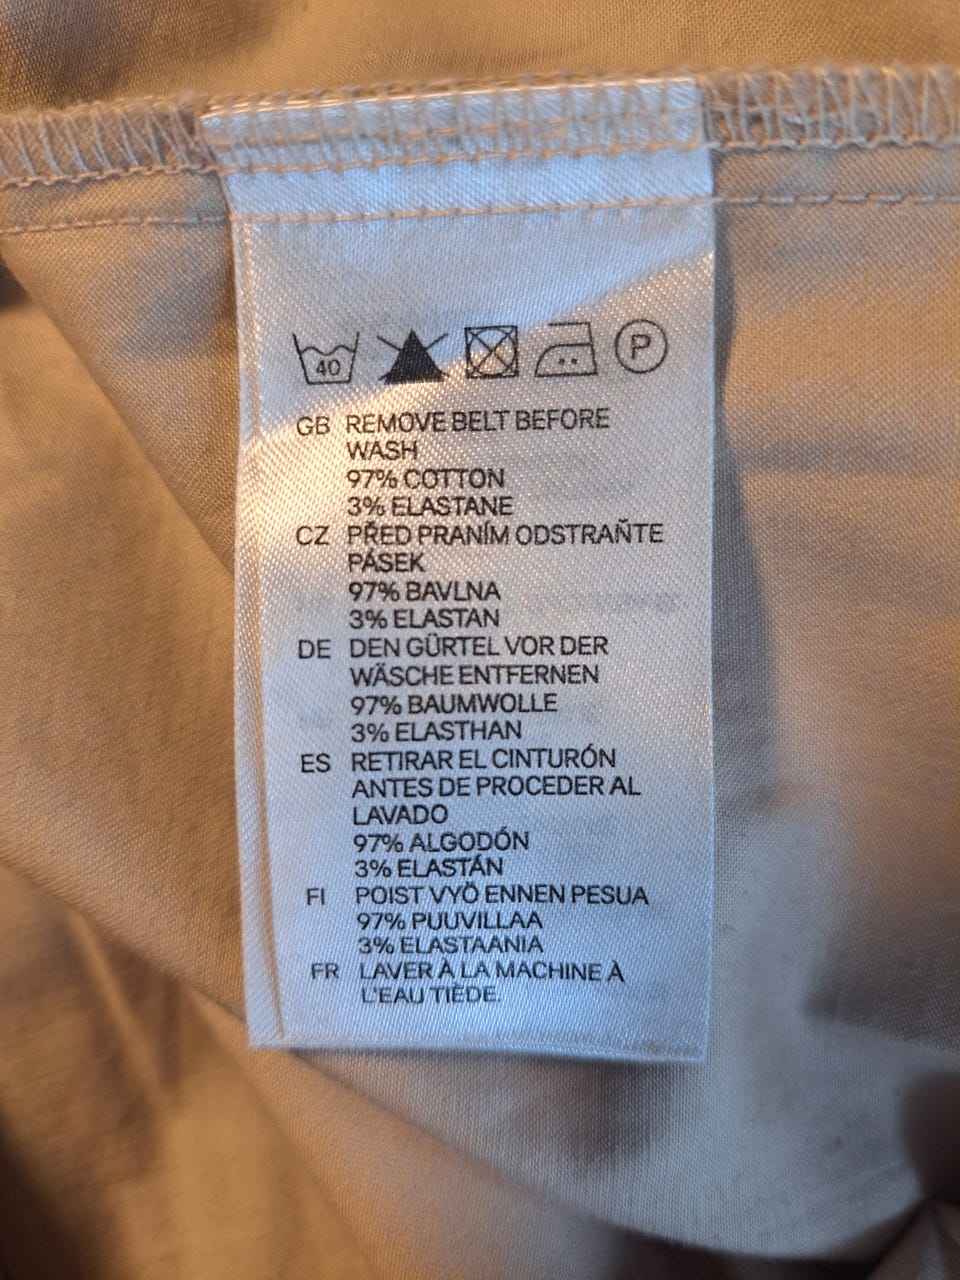 40 P
GB REMOVE BELT BEFORE
WASH
97% COTTON
3% ELASTANE
CZ PŘED PRANÍM ODSTRAŇTE
PÁSEK
97% BAVLNA
3% ELASTAN
DE DEN GÜRTEL VOR DER
WÄSCHE ENTFERNEN
97% BAUMWOLLE
3% ELASTHAN
ES RETIRAR EL CINTURÓN
ANTES DE PROCEDER AL
LAVADO
97% ALGODÓN
3% ELASTÁN
FI POIST VYÖ ENNEN PESUA
97% PUUVILLAA
3% ELASTAANIA
FR LAVER À LA MACHINE À
L'EAU TIÈDE.